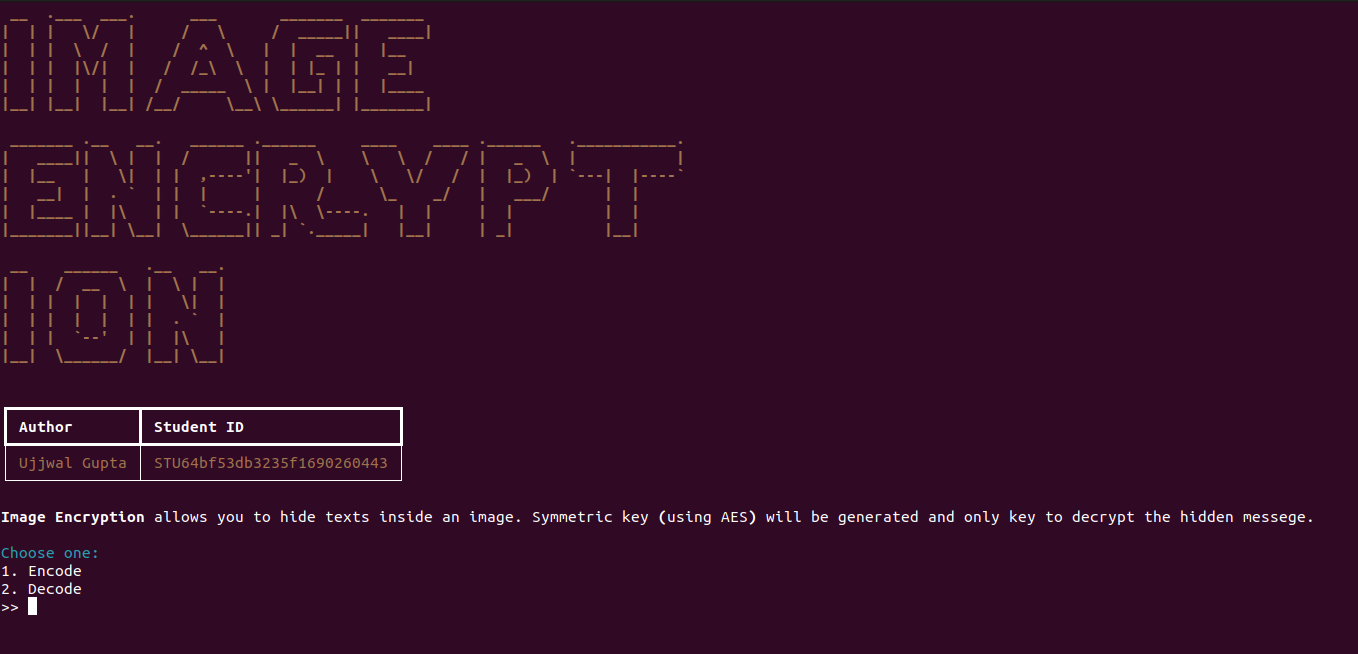 IMAGE
ENCRYPT
ION
Author Student ID
Ujjwal Gupta STU64bf53db3235f1690260443
Image Encryption allows you to hide texts inside an image. Symmetric key (using AES) will be generated and only key to decrypt the hidden messege.
Choose one:
1. Encode
2. Decode
>>